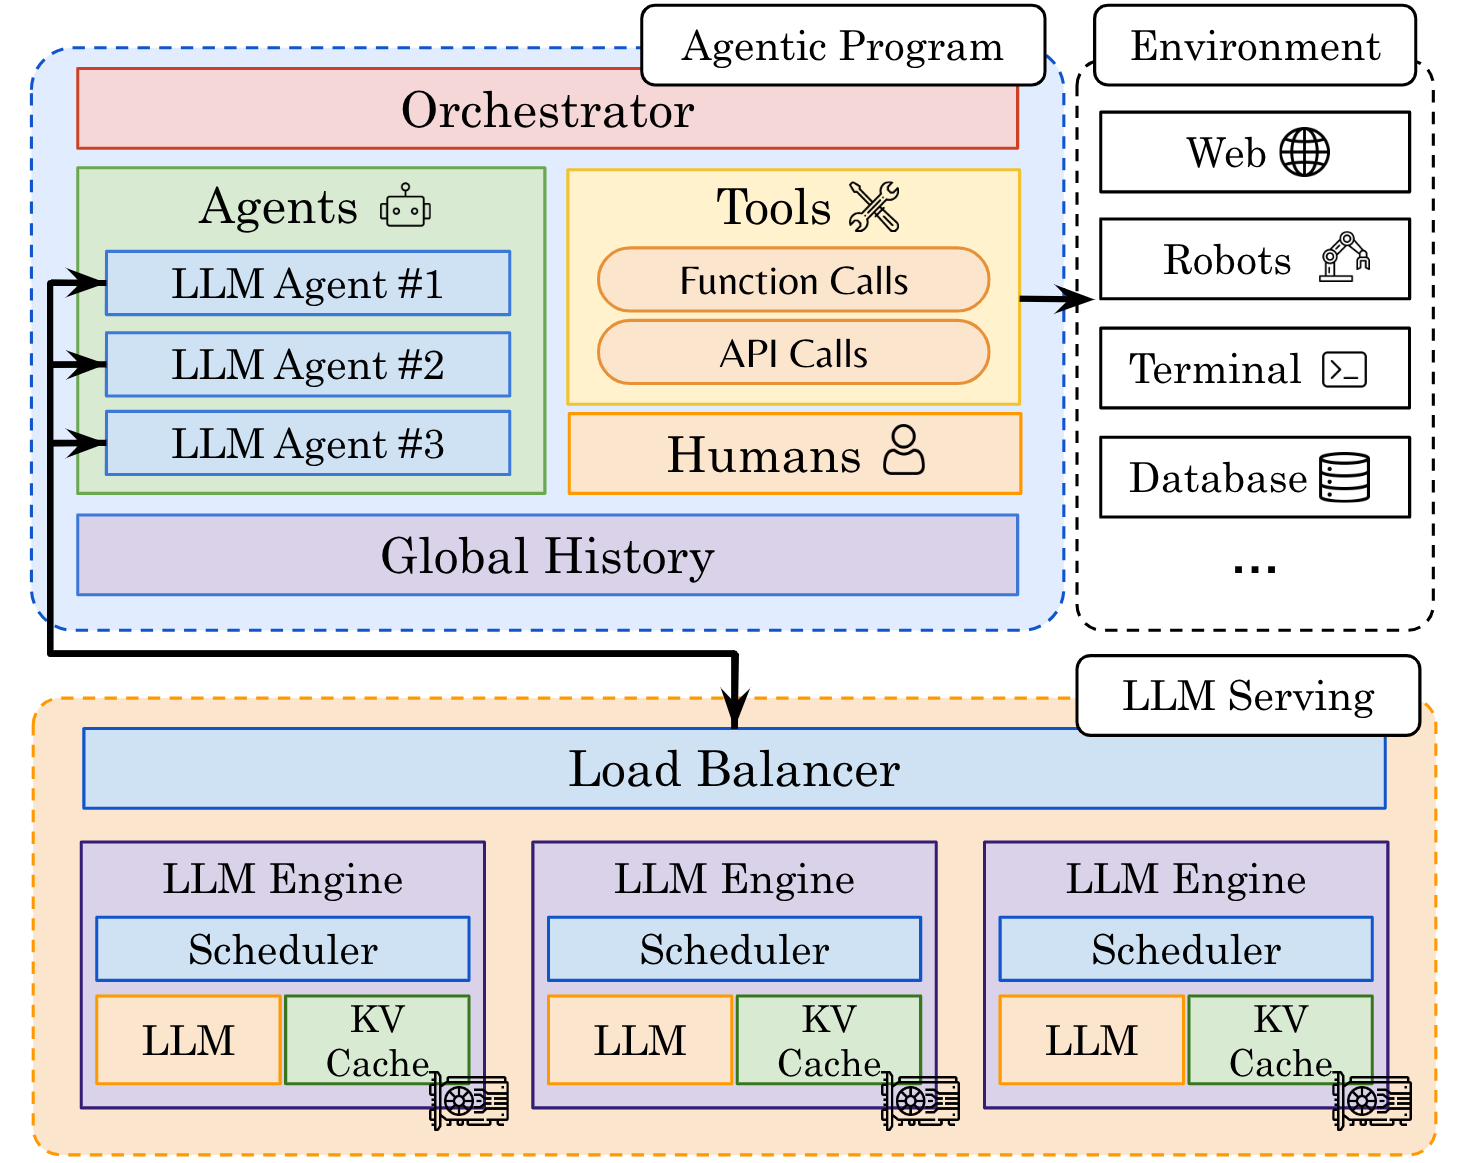 Agentic Program
Orchestrator
Agents
LLM Agent #1
LLM Agent #2
LLM Agent #3
Tools
Function Calls
API Calls
Humans
Global History
Environment
Web
Robots
Terminal
Database
...
LLM Serving
Load Balancer
LLM Engine
Scheduler
LLM
KV
Cache
LLM Engine
Scheduler
LLM
KV
Cache
LLM Engine
Scheduler
LLM
KV
Cache